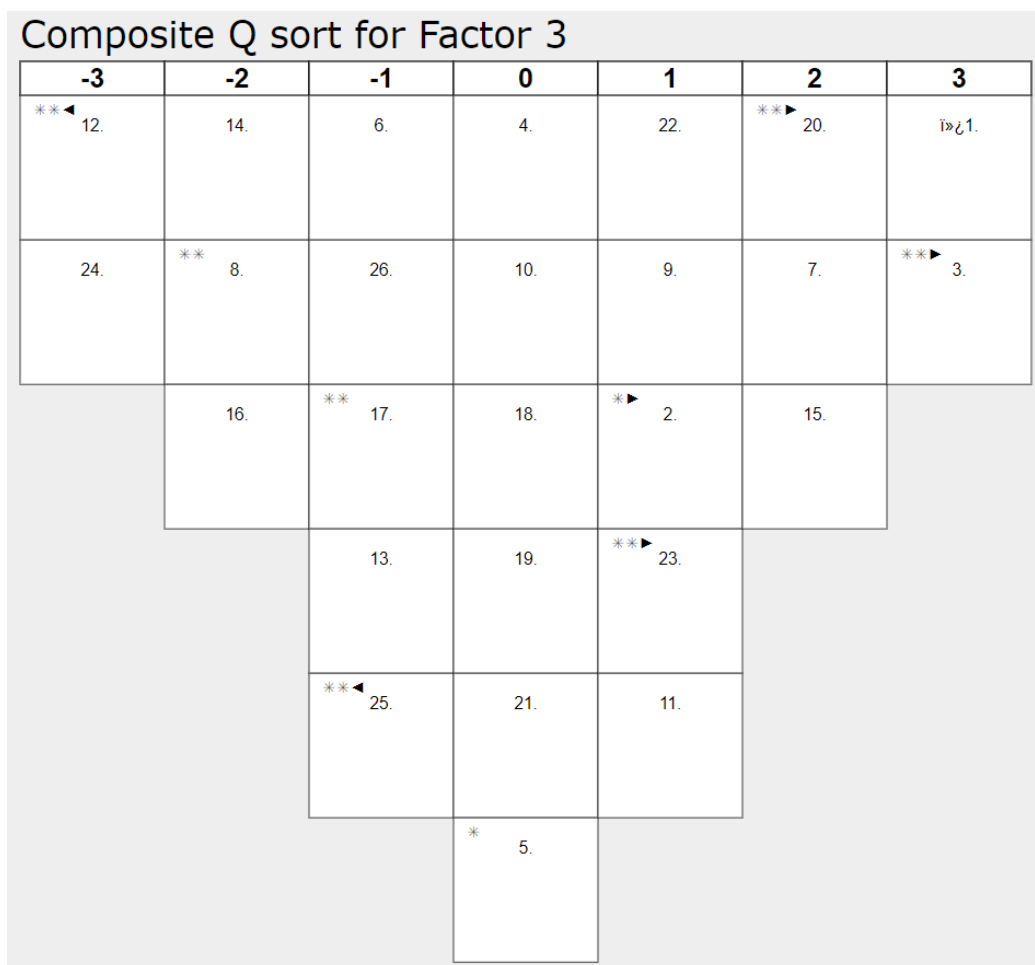 Composite Q sort for Factor 3
-3 -2 -1 0 1 2 3
**◄ **►
12. 14. 6. 4. 22. 20. ï»¿1.
** **►
24. 8. 26. 10. 9. 7. 3.
** *►
16. 17. 18. 2. 15.
**►
13. 19. 23.
**◄
25. 21. 11.
*
5.